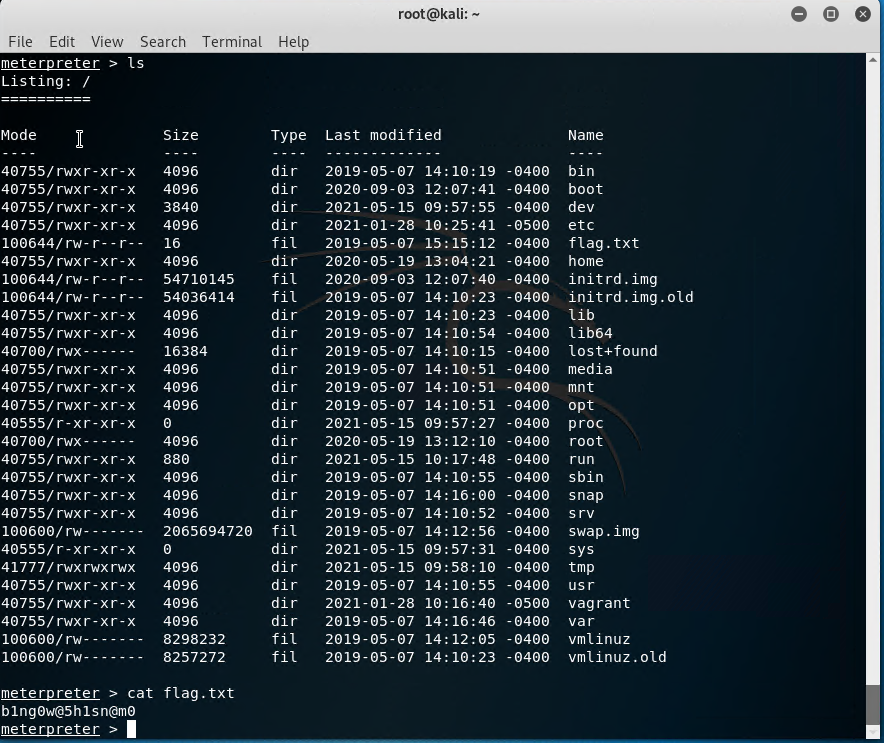 root@kali: ~
File Edit View Search Terminal Help
meterpreter > ls
Listing: /
==========
Mode Size Type Last modified Name
---- ---- ---- ------------- ----
40755/rwxr-xr-x 4096 dir 2019-05-07 14:10:19 -0400 bin
40755/rwxr-xr-x 4096 dir 2020-09-03 12:07:41 -0400 boot
40755/rwxr-xr-x 3840 dir 2021-05-15 09:57:55 -0400 dev
40755/rwxr-xr-x 4096 dir 2021-01-28 10:25:41 -0500 etc
100644/rw-r--r-- 16 fil 2019-05-07 15:15:12 -0400 flag.txt
40755/rwxr-xr-x 4096 dir 2020-05-19 13:04:21 -0400 home
100644/rw-r--r-- 54710145 fil 2020-09-03 12:07:40 -0400 initrd.img
100644/rw-r--r-- 54036414 fil 2019-05-07 14:10:23 -0400 initrd.img.old
40755/rwxr-xr-x 4096 dir 2019-05-07 14:10:23 -0400 lib
40755/rwxr-xr-x 4096 dir 2019-05-07 14:10:54 -0400 lib64
40700/rwx------ 16384 dir 2019-05-07 14:10:15 -0400 lost+found
40755/rwxr-xr-x 4096 dir 2019-05-07 14:10:51 -0400 media
40755/rwxr-xr-x 4096 dir 2019-05-07 14:10:51 -0400 mnt
40755/rwxr-xr-x 4096 dir 2019-05-07 14:10:51 -0400 opt
40555/r-xr-xr-x 0 dir 2021-05-15 09:57:27 -0400 proc
40700/rwx------ 4096 dir 2020-05-19 13:12:10 -0400 root
40755/rwxr-xr-x 880 dir 2021-05-15 10:17:48 -0400 run
40755/rwxr-xr-x 4096 dir 2019-05-07 14:10:55 -0400 sbin
40755/rwxr-xr-x 4096 dir 2019-05-07 14:16:00 -0400 snap
40755/rwxr-xr-x 4096 dir 2019-05-07 14:10:52 -0400 srv
100600/rw------- 2065694720 fil 2019-05-07 14:12:56 -0400 swap.img
40555/r-xr-xr-x 0 dir 2021-05-15 09:57:31 -0400 sys
41777/rwxrwxrwx 4096 dir 2021-05-15 09:58:10 -0400 tmp
40755/rwxr-xr-x 4096 dir 2019-05-07 14:10:55 -0400 usr
40755/rwxr-xr-x 4096 dir 2021-01-28 10:16:40 -0500 vagrant
40755/rwxr-xr-x 4096 dir 2019-05-07 14:16:46 -0400 var
100600/rw------- 8298232 fil 2019-05-07 14:12:05 -0400 vmlinuz
100600/rw------- 8257272 fil 2019-05-07 14:10:23 -0400 vmlinuz.old
meterpreter > cat flag.txt
b1ng0w@5h1sn@m0
meterpreter >